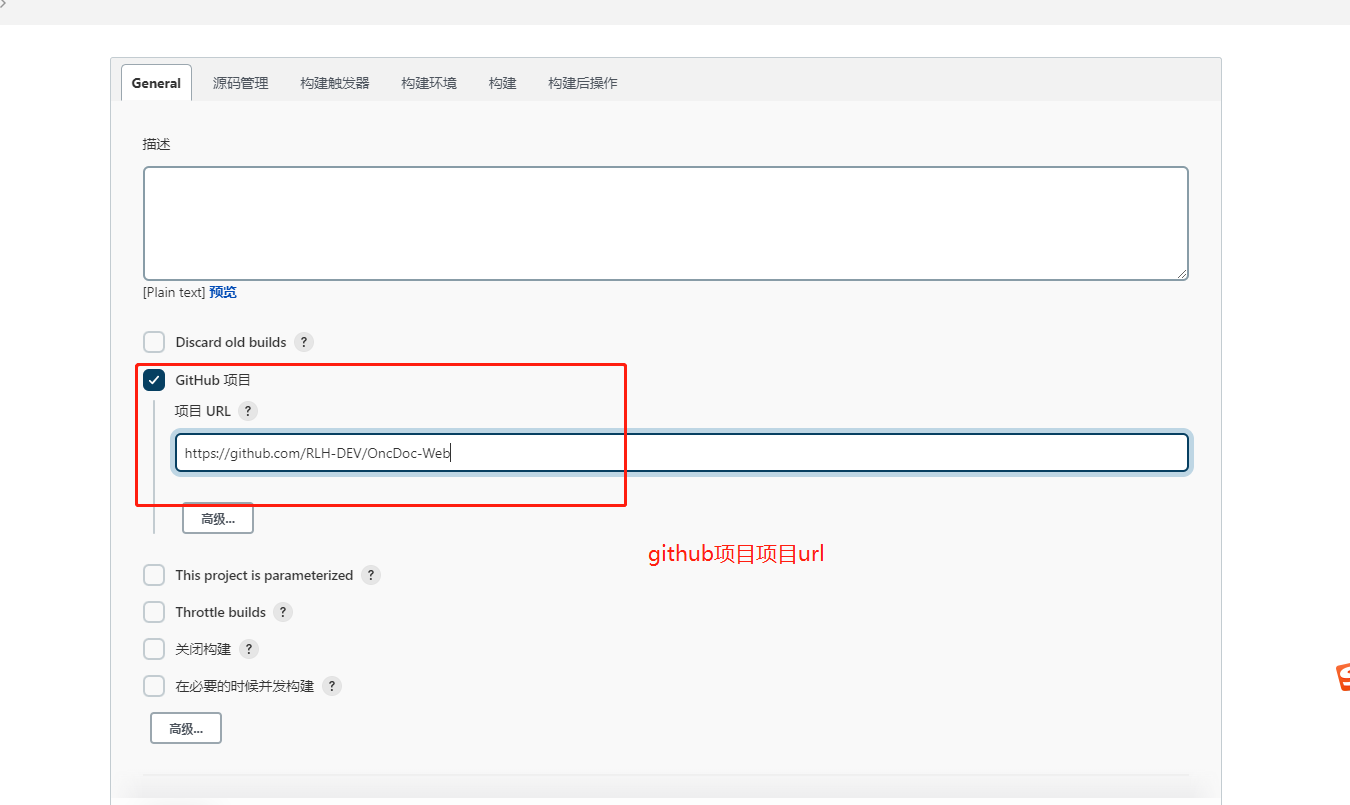 General 源码管理 构建触发器 构建环境 构建 构建后操作
描述
[Plain text] 预览
Discard old builds ?
GitHub 项目
项目 URL ?
https://github.com/RLH-DEV/OncDoc-Web
高级...
github项目项目url
This project is parameterized ?
Throttle builds ?
关闭构建 ?
在必要的时候并发构建 ?
高级...